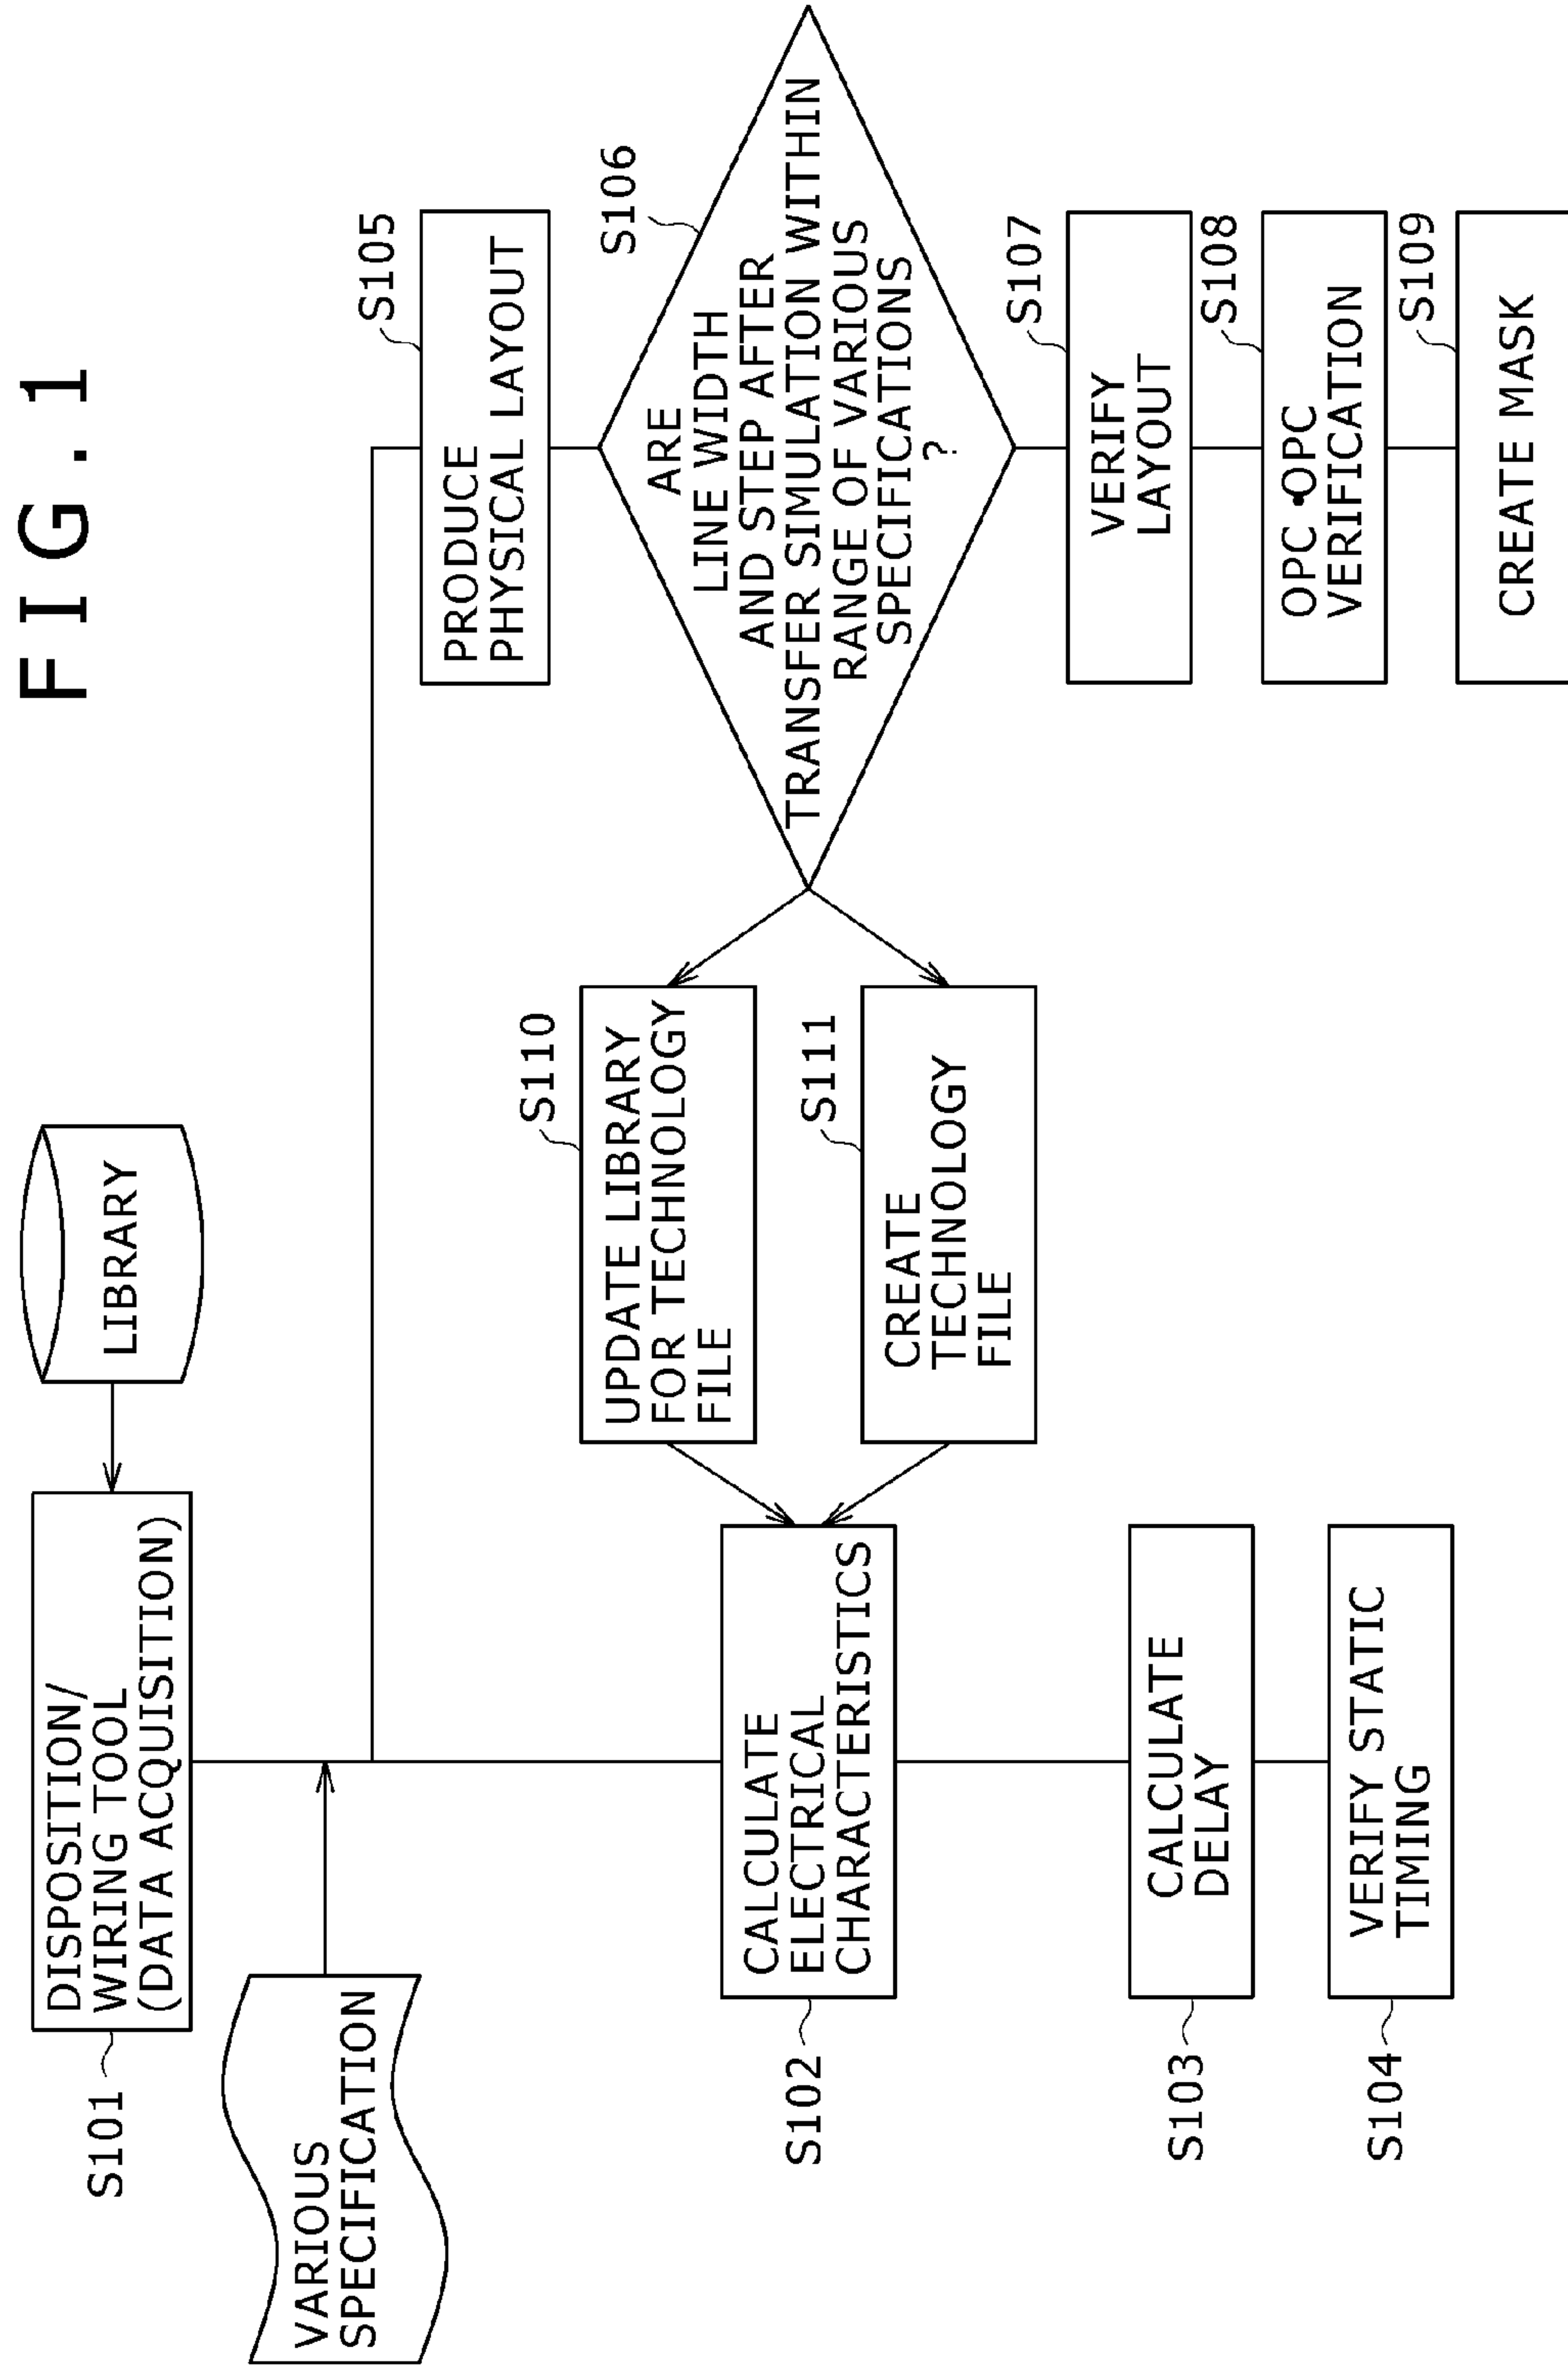 FIG. 1
DISPOSITION/
WIRING TOOL
(DATA ACQUISITION)
S101
LIBRARY
VARIOUS
SPECIFICATION
CALCULATE
ELECTRICAL
CHARACTERISTICS
S102
CALCULATE
DELAY
S103
VERIFY STATIC
TIMING
S104
S105
PRODUCE
PHYSICAL LAYOUT
S106
ARE
LINE WIDTH
AND STEP AFTER
TRANSFER SIMULATION WITHIN
RANGE OF VARIOUS
SPECIFICATIONS
?
S107
VERIFY
LAYOUT
S108
OPC•OPC
VERIFICATION
S109
CREATE MASK
S110
UPDATE LIBRARY
FOR TECHNOLOGY
FILE
S111
CREATE
TECHNOLOGY
FILE